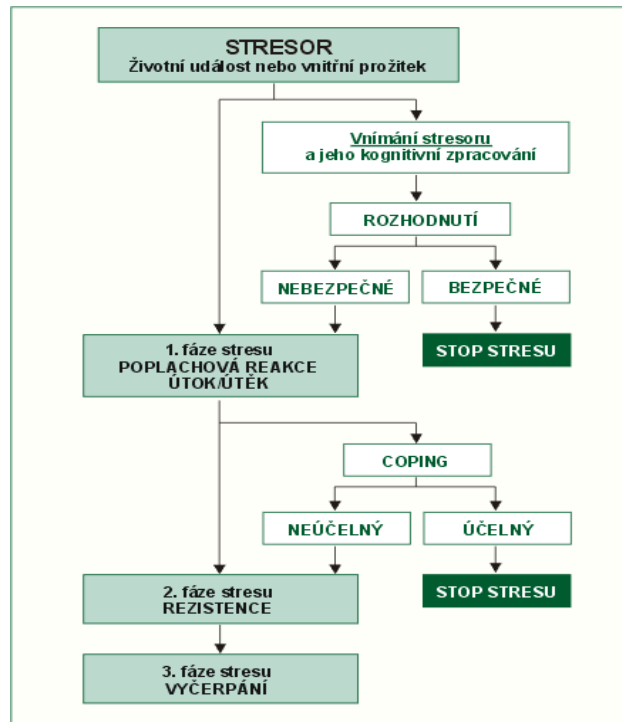 STRESOR
Životní událost nebo vnitřní prožitek
Vnímání stresoru
a jeho kognitivní zpracování
ROZHODNUTÍ
NEBEZPEČNÉ
BEZPEČNÉ
1. fáze stresu
POPLACHOVÁ REAKCE
ÚTOK/ÚTĚK
STOP STRESU
COPING
NEÚČELNÝ
ÚČELNÝ
2. fáze stresu
REZISTENCE
STOP STRESU
3. fáze stresu
VYČERPÁNÍ